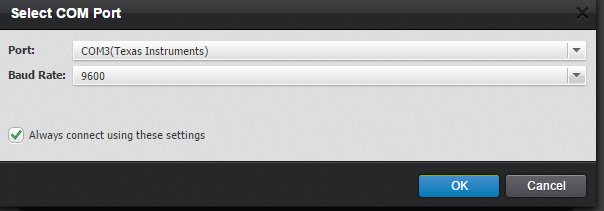 Select COM Port
Port: COM3(Texas Instruments)
Baud Rate: 9600
Always connect using these settings
OK Cancel